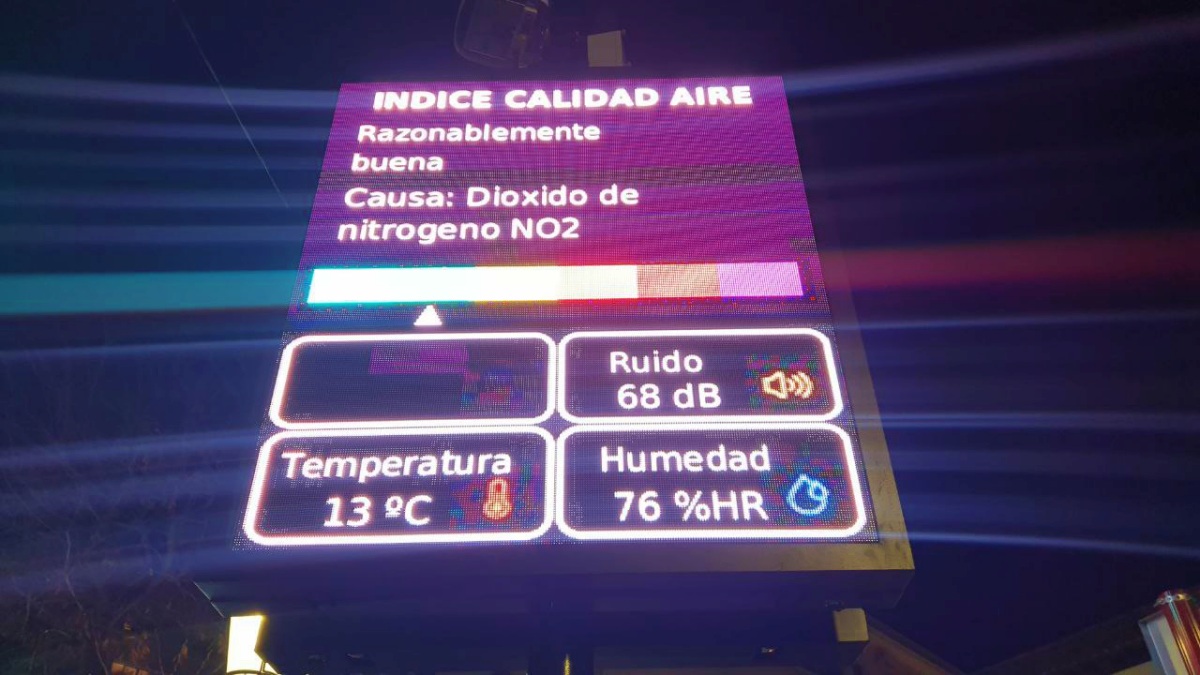 INDICE CALIDAD AIRE
Razonablemente
buena
Causa: Dioxido de
nitrogeno NO2
Ruido
68 dB
Temperatura
13 ºC
Humedad
76 %HR